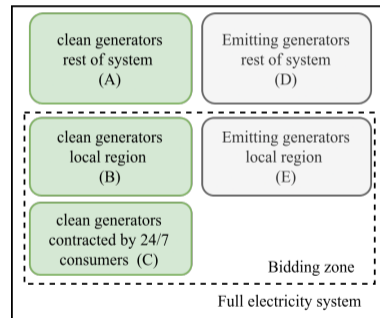 clean generators
rest of system
(A)
Emitting generators
rest of system
(D)
clean generators
local region
(B)
Emitting generators
local region
(E)
clean generators
contracted by 24/7
consumers (C)
Bidding zone
Full electricity system